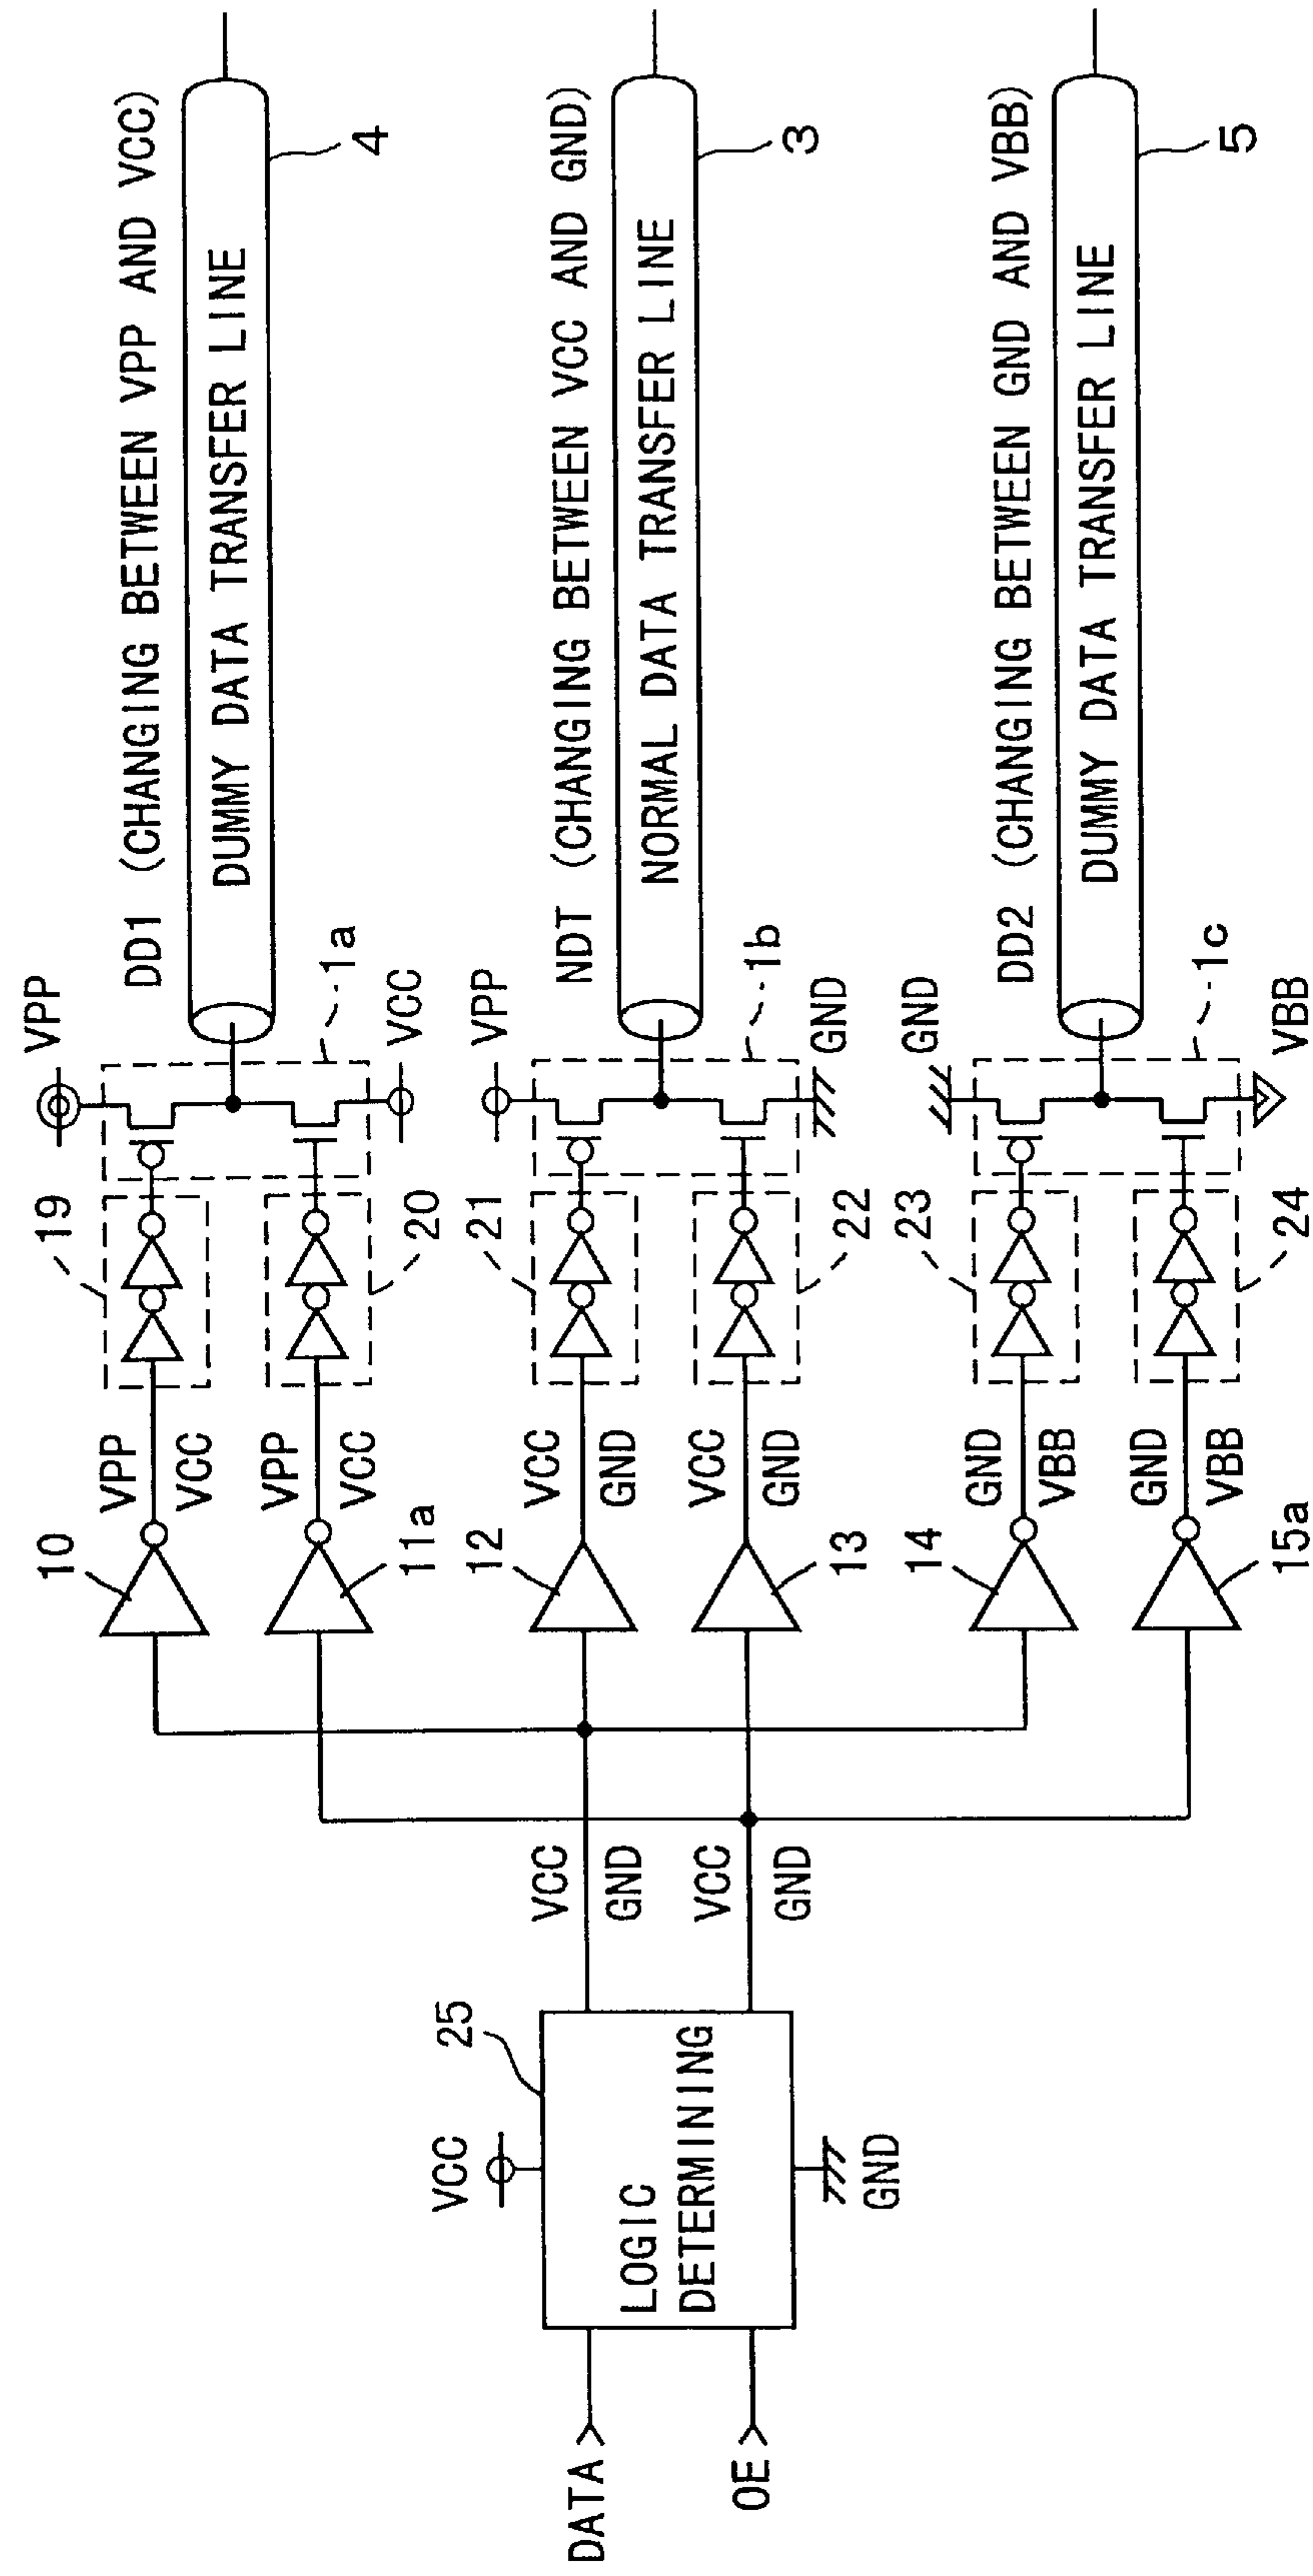 DD1 (CHANGING BETWEEN VPP AND VCC)
DUMMY DATA TRANSFER LINE
4
VPP
1a
VCC
19
20
VPP
VCC
VPP
VCC
10
11a
NDT (CHANGING BETWEEN VCC AND GND)
NORMAL DATA TRANSFER LINE
3
VPP
1b
GND
21
22
VCC
GND
VCC
GND
12
13
DD2 (CHANGING BETWEEN GND AND VBB)
DUMMY DATA TRANSFER LINE
5
GND
1c
VBB
23
24
GND
VBB
GND
VBB
14
15a
VCC
GND
VCC
GND
25
VCC
LOGIC
DETERMINING
GND
DATA
OE